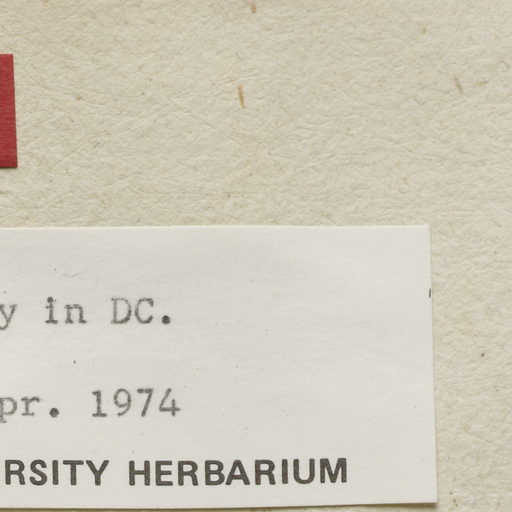 y in DC.
pr. 1974
RSITY HERBARIUM